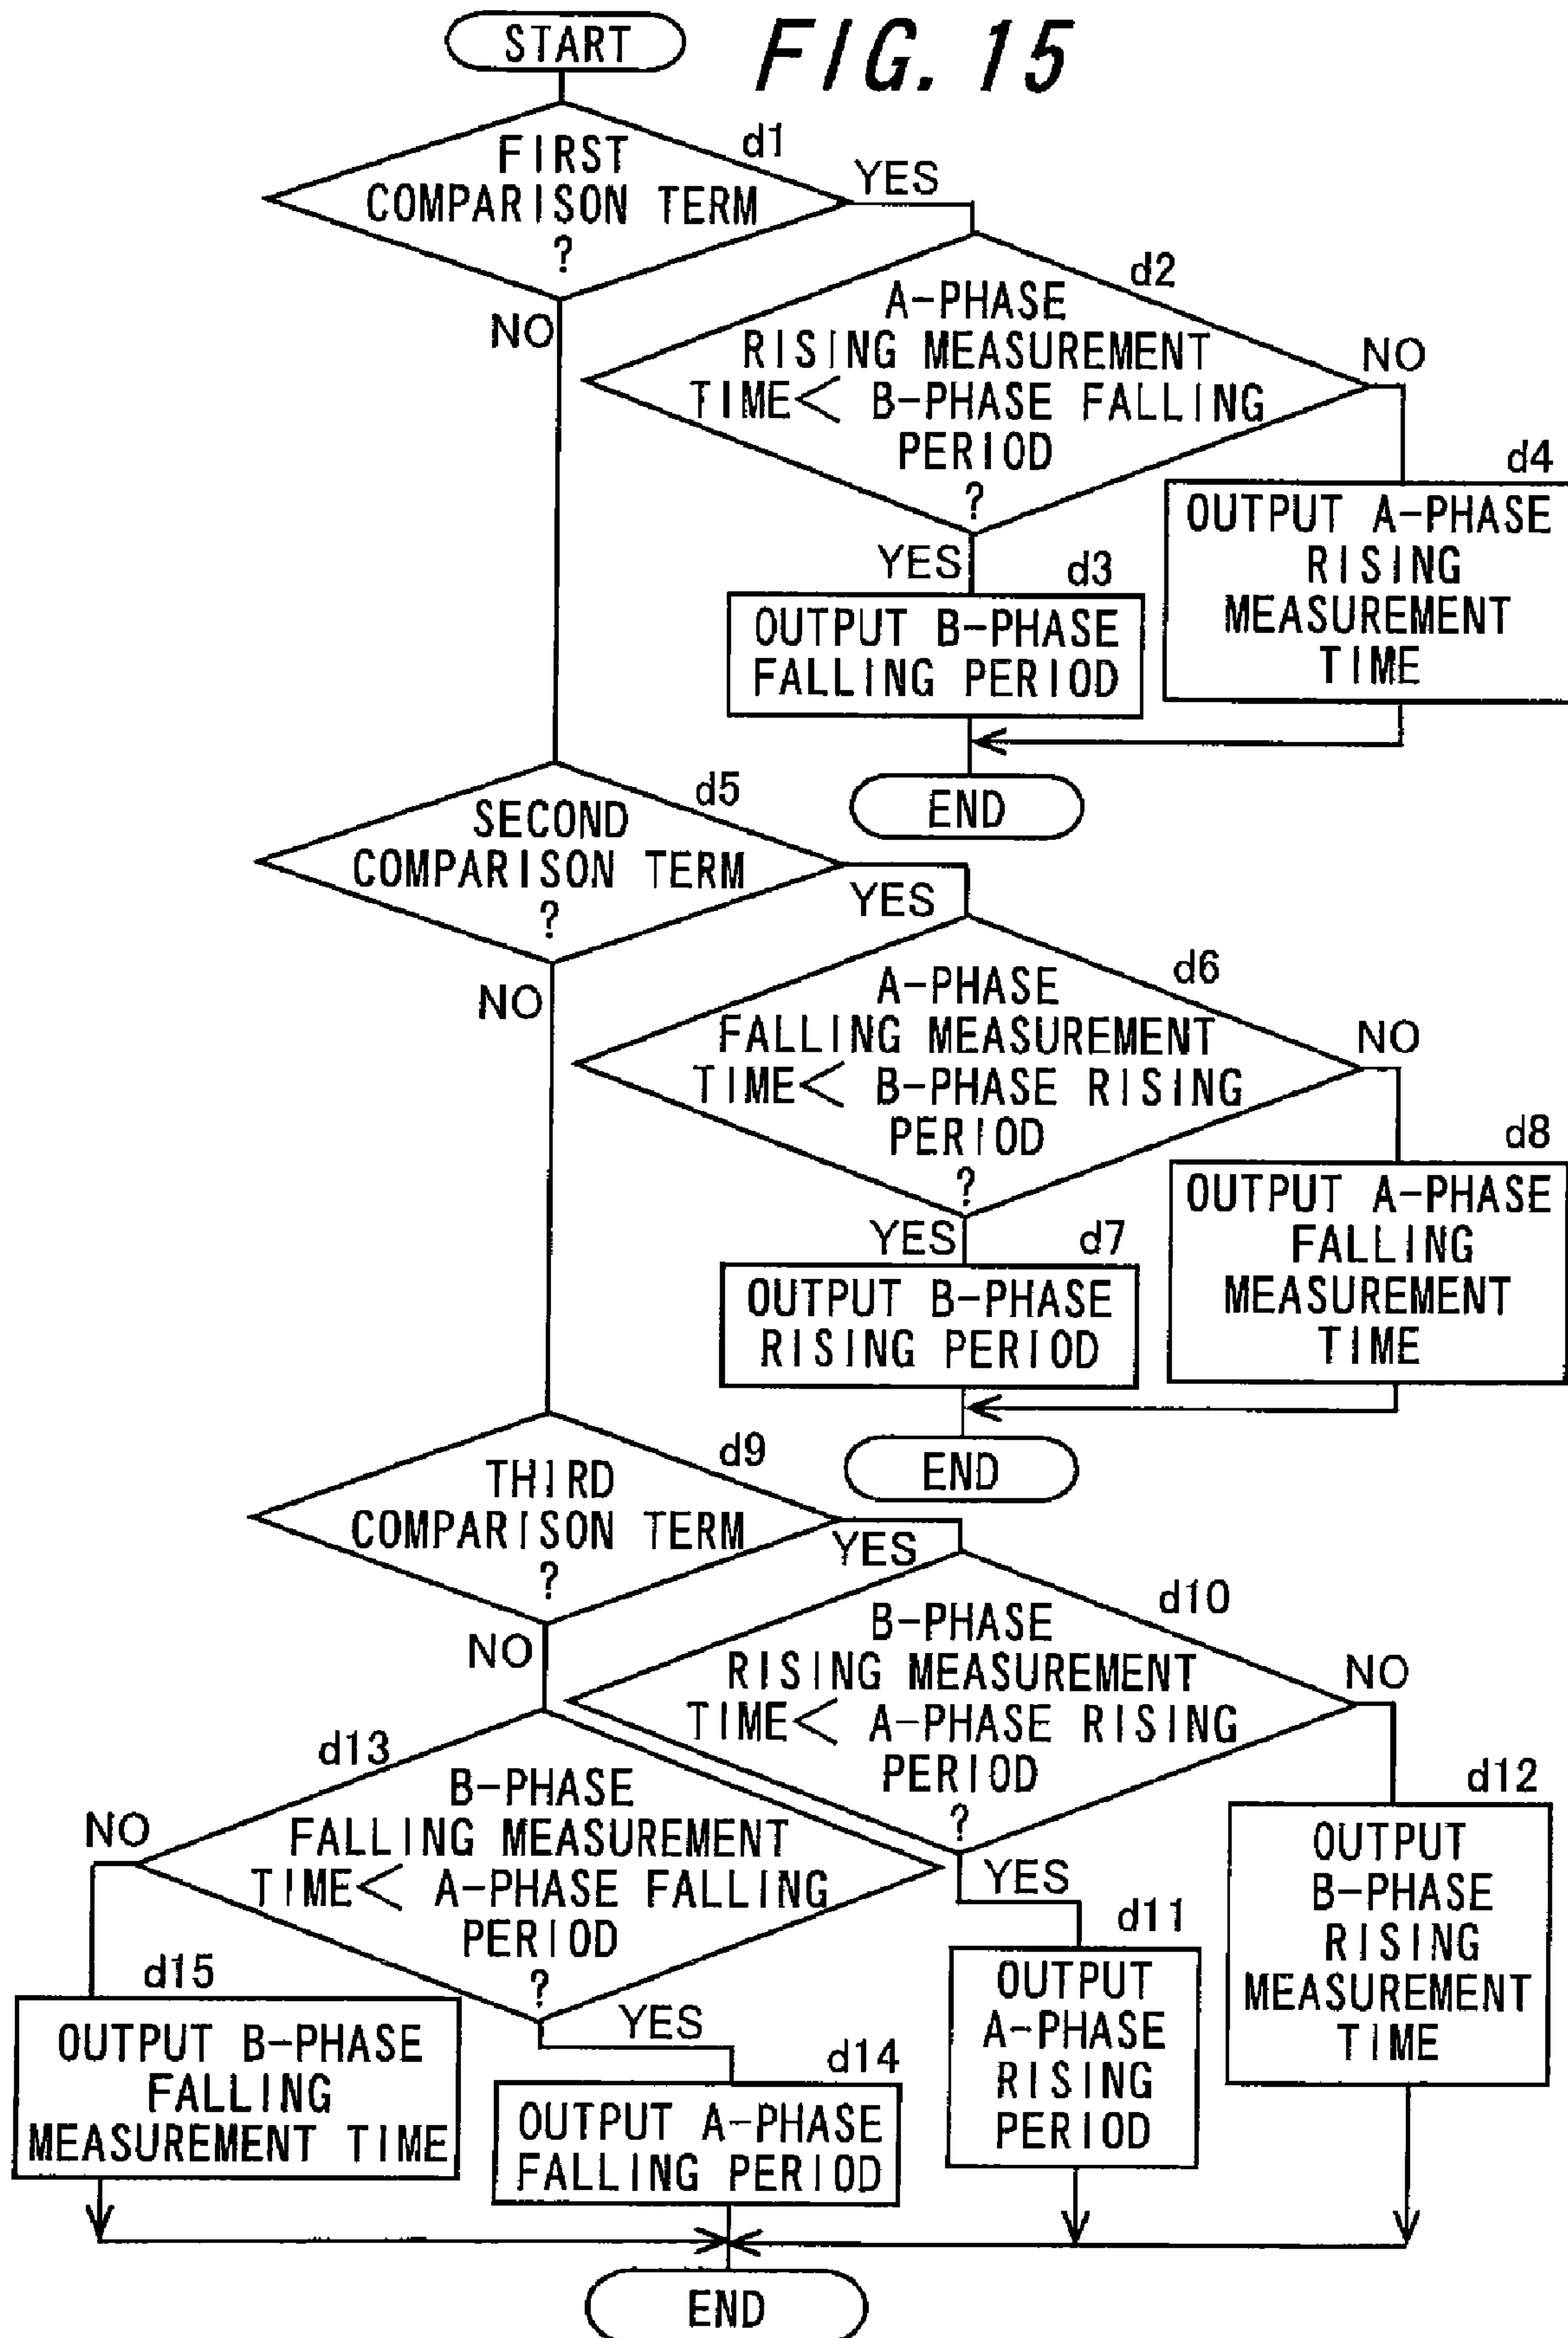 START
FIG. 15
FIRST
COMPARISON TERM
?
d1
YES
NO
d2
A-PHASE
RISING MEASUREMENT
TIME< B-PHASE FALLING
PERIOD
?
NO
YES
d3
OUTPUT B-PHASE
FALLING PERIOD
d4
OUTPUT A-PHASE
RISING
MEASUREMENT
TIME
END
d5
SECOND
COMPARISON TERM
?
YES
NO
d6
A-PHASE
FALLING MEASUREMENT
TIME< B-PHASE RISING
PERIOD
?
NO
YES
d7
OUTPUT B-PHASE
RISING PERIOD
d8
OUTPUT A-PHASE
FALLING
MEASUREMENT
TIME
END
d9
THIRD
COMPARISON TERM
?
YES
NO
d10
B-PHASE
RISING MEASUREMENT
TIME< A-PHASE RISING
PERIOD
?
NO
YES
d11
OUTPUT
A-PHASE
RISING
PERIOD
d12
OUTPUT
B-PHASE
RISING
MEASUREMENT
TIME
d13
B-PHASE
FALLING MEASUREMENT
TIME< A-PHASE FALLING
PERIOD
?
NO
YES
d14
OUTPUT A-PHASE
FALLING PERIOD
d15
OUTPUT B-PHASE
FALLING
MEASUREMENT TIME
END